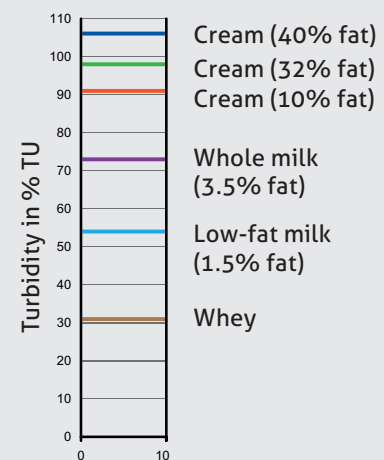 110
100
90
80
70
60
50
40
30
20
10
0
0 10
Turbidity in % TU
Cream (40% fat)
Cream (32% fat)
Cream (10% fat)
Whole milk
(3.5% fat)
Low-fat milk
(1.5% fat)
Whey